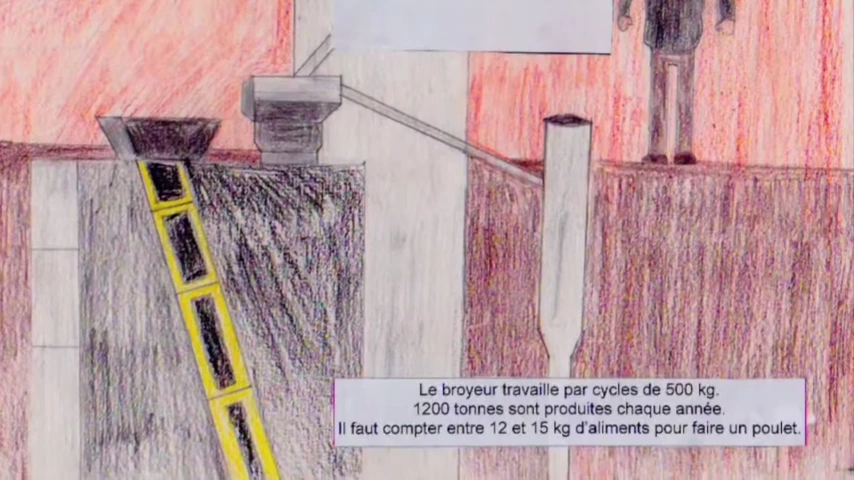 Le broyeur travaille par cycles de 500 kg.
1200 tonnes sont produites chaque année.
Il faut compter entre 12 et 15 kg d'aliments pour faire un poulet.